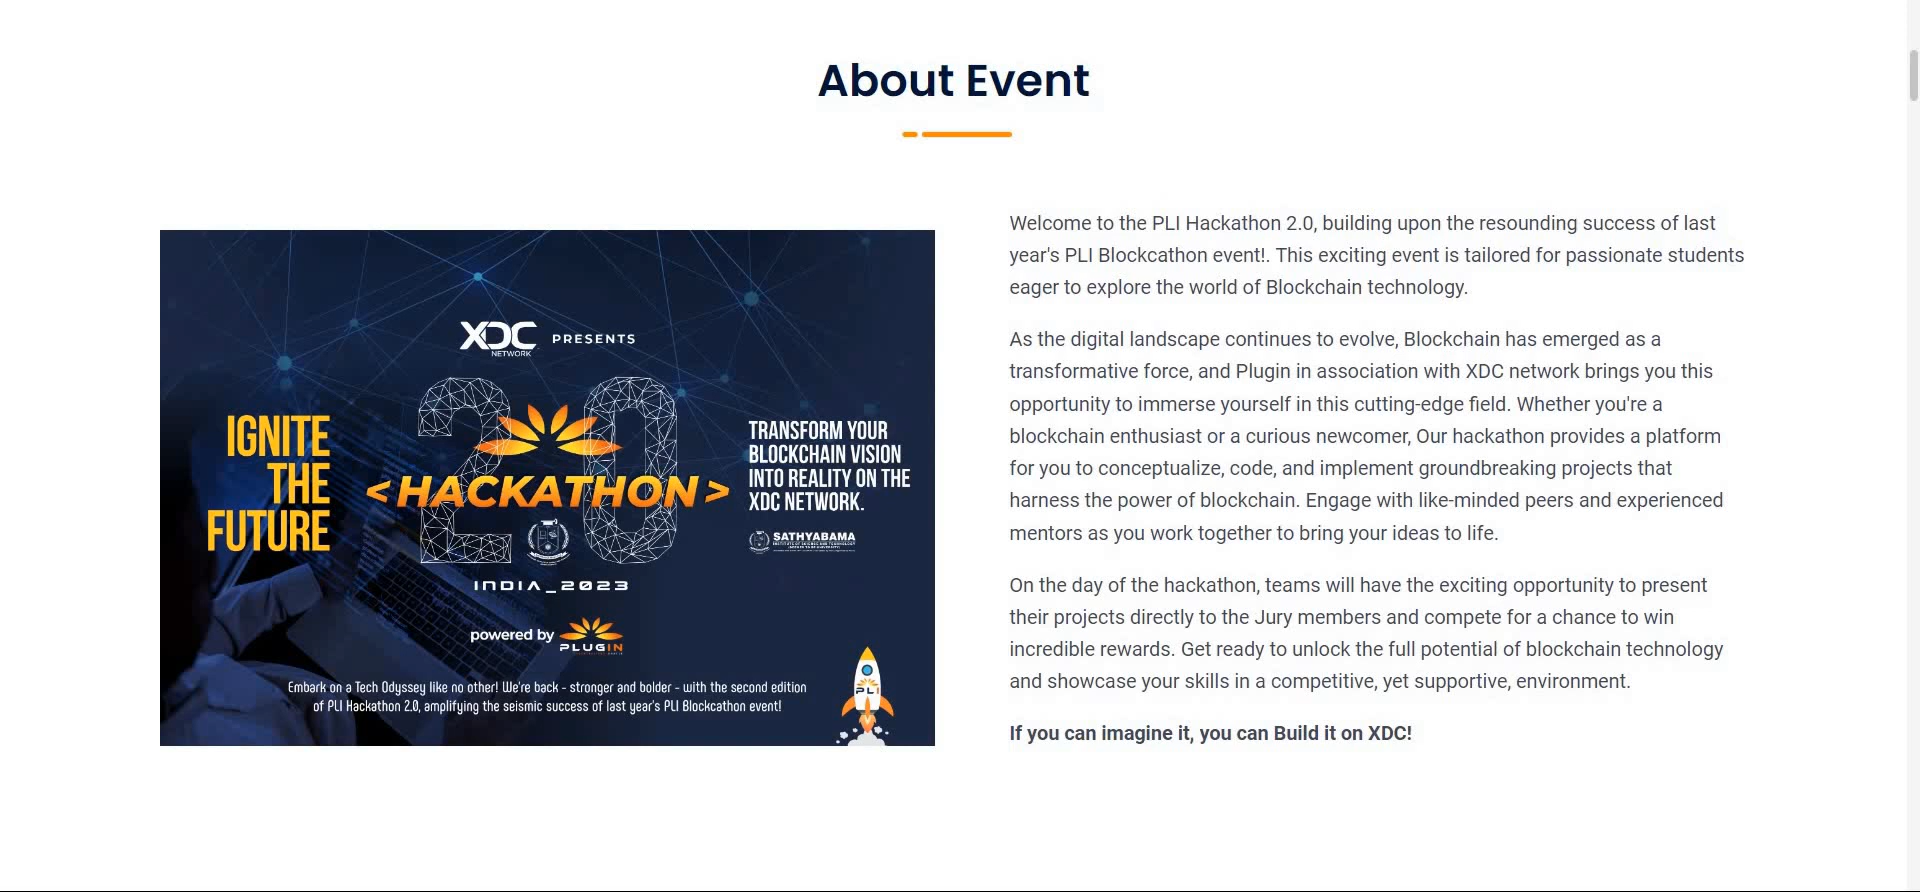 About Event
XDC
NETWORK
PRESENTS
IGNITE
THE
FUTURE
2.0
<HACKATHON>
INDIA_2023
powered by
PLUGIN
TRANSFORM YOUR
BLOCKCHAIN VISION
INTO REALITY ON THE
XDC NETWORK.
SATHYABAMA
INSTITUTE OF SCIENCE AND TECHNOLOGY
PLI
Embark on a Tech Odyssey like no other! We're back - stronger and bolder - with the second edition
of PLI Hackathon 2.0, amplifying the seismic success of last year's PLI Blockcathon event!
Welcome to the PLI Hackathon 2.0, building upon the resounding success of last
year's PLI Blockcathon event!. This exciting event is tailored for passionate students
eager to explore the world of Blockchain technology.
As the digital landscape continues to evolve, Blockchain has emerged as a
transformative force, and Plugin in association with XDC network brings you this
opportunity to immerse yourself in this cutting-edge field. Whether you're a
blockchain enthusiast or a curious newcomer, Our hackathon provides a platform
for you to conceptualize, code, and implement groundbreaking projects that
harness the power of blockchain. Engage with like-minded peers and experienced
mentors as you work together to bring your ideas to life.
On the day of the hackathon, teams will have the exciting opportunity to present
their projects directly to the Jury members and compete for a chance to win
incredible rewards. Get ready to unlock the full potential of blockchain technology
and showcase your skills in a competitive, yet supportive, environment.
If you can imagine it, you can Build it on XDC!